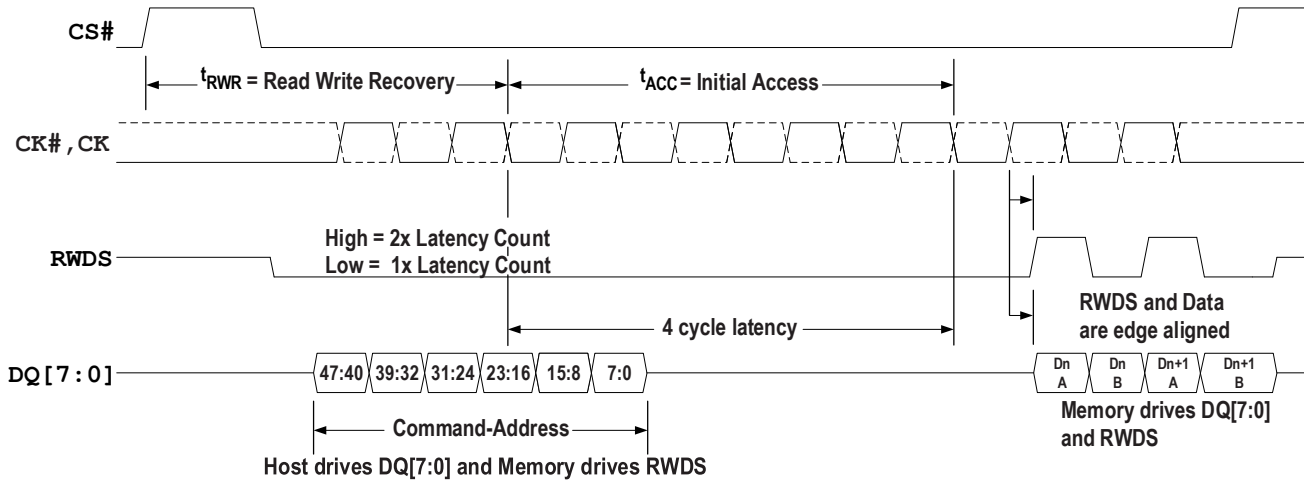 CS#
tRWR = Read Write Recovery
tACC = Initial Access
CK#,CK
High = 2x Latency Count
Low = 1x Latency Count
RWDS
RWDS and Data
are edge aligned
4 cycle latency
DQ[7:0]
47:40 39:32 31:24 23:16 15:8 7:0
Dn A
Dn B
Dn+1 A
Dn+1 B
Command-Address
Memory drives DQ[7:0]
and RWDS
Host drives DQ[7:0] and Memory drives RWDS